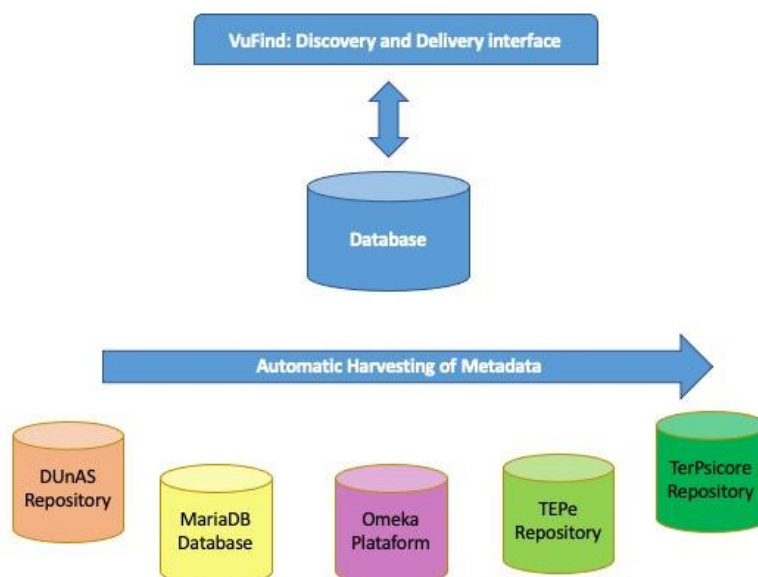 VuFind: Discovery and Delivery interface
Database
Automatic Harvesting of Metadata
DUnAS
Repository
MariaDB
Database
Omeka
Plataform
TEPe
Repository
TerPsicore
Repository